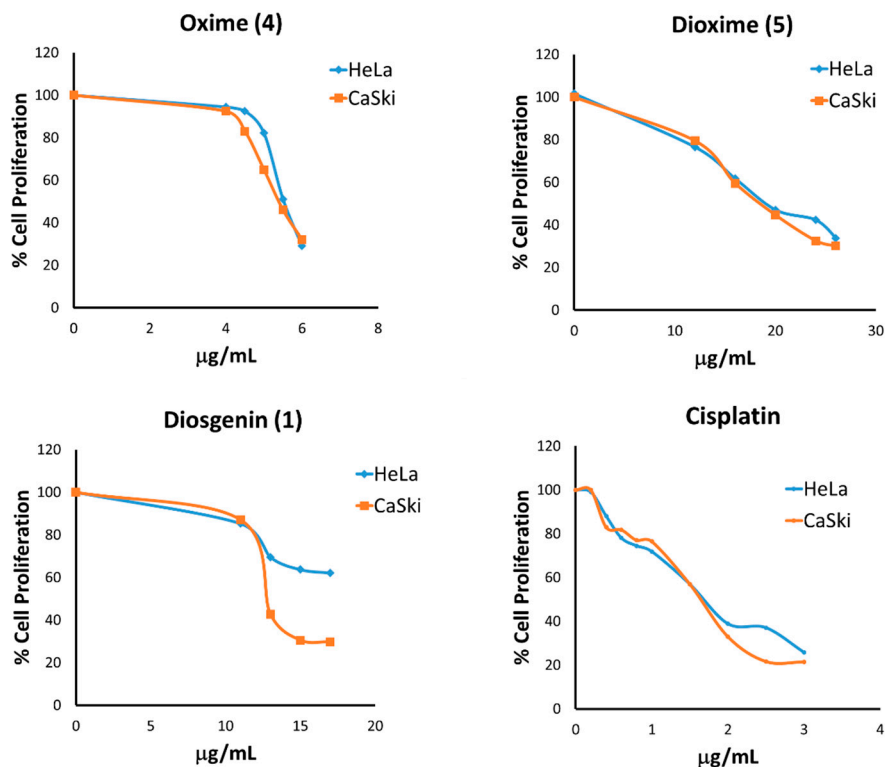 Oxime (4)
120
100
80
60
40
20
0
% Cell Proliferation
HeLa
CaSki
0 2 4 6 8
µg/mL
Dioxime (5)
120
100
80
60
40
20
0
% Cell Proliferation
HeLa
CaSki
0 10 20 30
µg/mL
Diosgenin (1)
120
100
80
60
40
20
0
% Cell Proliferation
HeLa
CaSki
0 5 10 15 20
µg/mL
Cisplatin
120
100
80
60
40
20
0
% Cell Proliferation
HeLa
CaSki
0 1 2 3 4
µg/mL